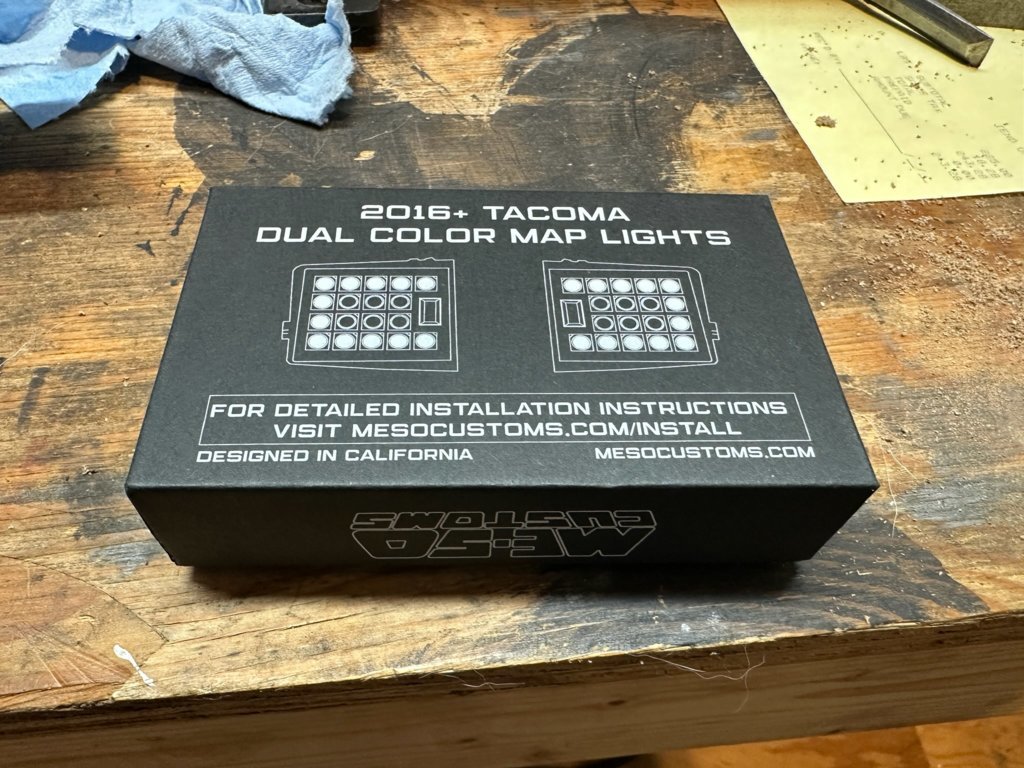 2016+ TACOMA
DUAL COLOR MAP LIGHTS
FOR DETAILED INSTALLATION INSTRUCTIONS
VISIT MESOCUSTOMS.COM/INSTALL
DESIGNED IN CALIFORNIA
MESOCUSTOMS.COM
MESO
CUSTOMS